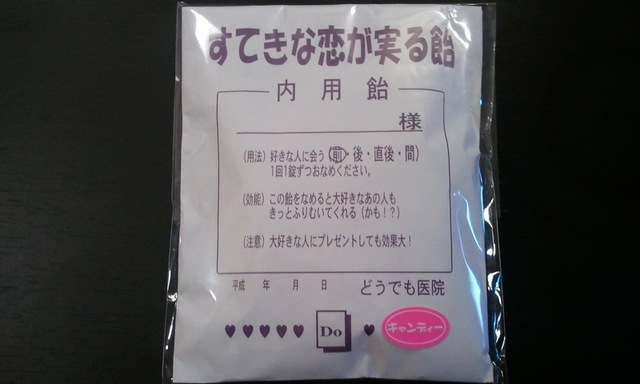 すてきな恋が実る飴
内用飴
様
(用法) 好きな人に会う(前・後・直後・間)
1回1錠ずつおなめください。
(効能) この飴をなめると大好きなあの人も
きっとふりむいてくれる(かも!?)
(注意) 大好きな人にプレゼントしても効果大!
平成 年 月 日 どうでも医院
♥♥♥♥♥ Do ♥ キャンディー